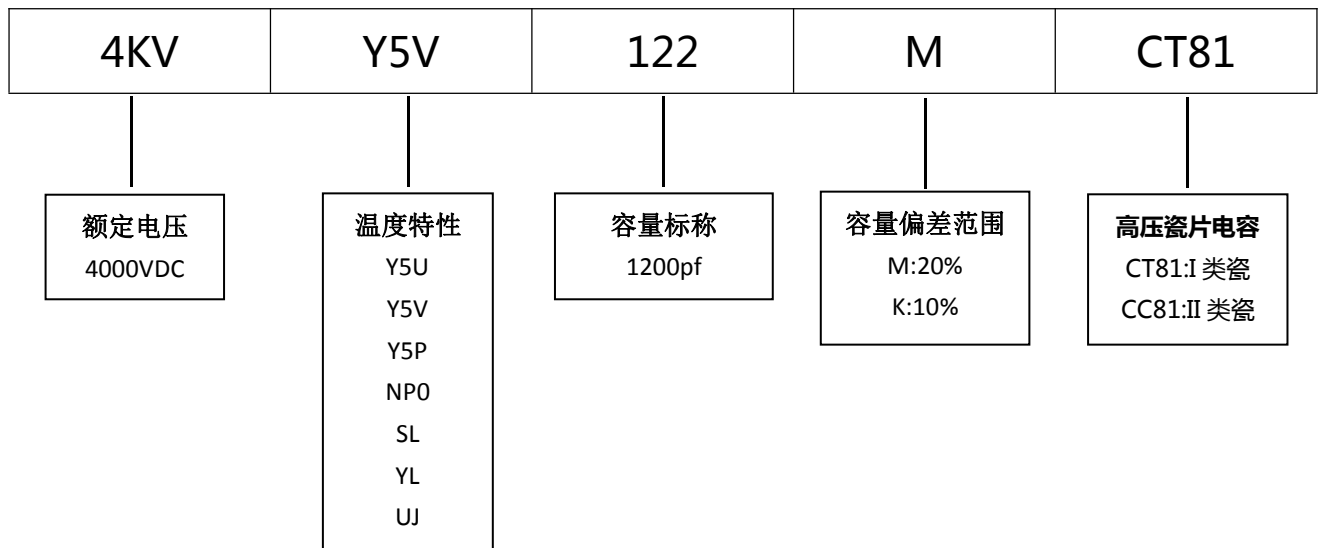 4KV Y5V 122 M CT81
额定电压
4000VDC
温度特性
Y5U
Y5V
Y5P
NP0
SL
YL
UJ
容量标称
1200pf
容量偏差范围
M:20%
K:10%
高压瓷片电容
CT81:I 类瓷
CC81:II 类瓷